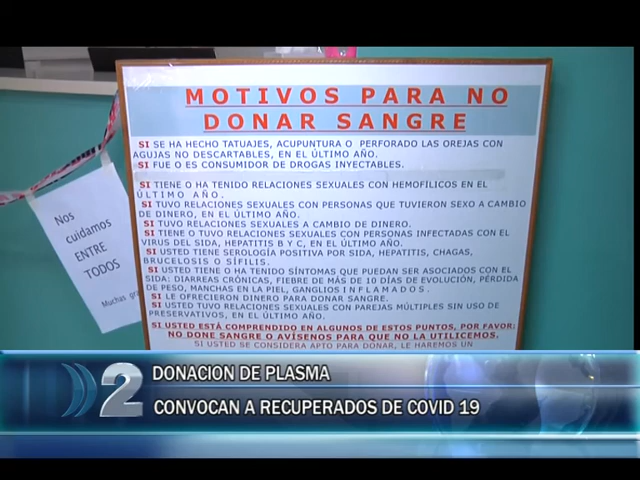 MOTIVOS PARA NO
DONAR SANGRE
SI SE HA HECHO TATUAJES, ACUPUNTURA O PERFORADO LAS OREJAS CON
AGUJAS NO DESCARTABLES, EN EL ÚLTIMO AÑO.
SI FUE O ES CONSUMIDOR DE DROGAS INYECTABLES.
SI TIENE O HA TENIDO RELACIONES SEXUALES CON HEMOFÍLICOS EN EL
ÚLTIMO AÑO.
SI TUVO RELACIONES SEXUALES CON PERSONAS QUE TUVIERON SEXO A CAMBIO
DE DINERO, EN EL ÚLTIMO AÑO.
SI TUVO RELACIONES SEXUALES A CAMBIO DE DINERO.
SI TIENE O TUVO RELACIONES SEXUALES CON PERSONAS INFECTADAS CON EL
VIRUS DEL SIDA, HEPATITIS B Y C, EN EL ÚLTIMO AÑO.
SI USTED TIENE SEROLOGÍA POSITIVA POR SIDA, HEPATITIS, CHAGAS,
BRUCELOSIS O SÍFILIS.
SI USTED TIENE O HA TENIDO SÍNTOMAS QUE PUEDAN SER ASOCIADOS CON EL
SIDA: DIARREAS CRÓNICAS, FIEBRE DE MÁS DE 10 DÍAS DE EVOLUCIÓN, PÉRDIDA
DE PESO, MANCHAS EN LA PIEL, GANGLIOS INFLAMADOS.
SI LE OFRECIERON DINERO PARA DONAR SANGRE.
SI USTED TUVO RELACIONES SEXUALES CON PAREJAS MÚLTIPLES SIN USO DE
PRESERVATIVOS, EN EL ÚLTIMO AÑO.
SI USTED ESTÁ COMPRENDIDO EN ALGUNOS DE ESTOS PUNTOS, POR FAVOR:
NO DONE SANGRE O AVÍSENOS PARA QUE NO LA UTILICEMOS.
SI USTED SE CONSIDERA APTO PARA DONAR, LE HAREMOS UN
Nos
cuidamos
ENTRE
TODOS
Muchas
2
DONACION DE PLASMA
CONVOCAN A RECUPERADOS DE COVID 19